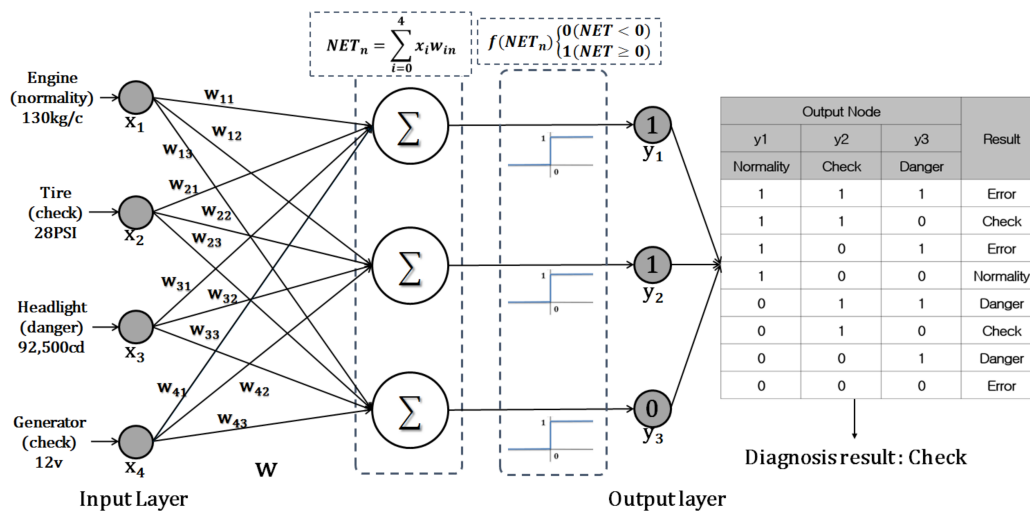 NETₙ = ∑⁴ᵢ₌₀ xᵢwᵢₙ
f(NETₙ) { 0(NET < 0)
1(NET ≥ 0)
Engine
(normality)
130kg/c
x₁
Tire
(check)
28PSI
x₂
Headlight
(danger)
92,500cd
x₃
Generator
(check)
12v
x₄
w₁₁
w₁₂
w₁₃
w₂₁
w₂₂
w₂₃
w₃₁
w₃₂
w₃₃
w₄₁
w₄₂
w₄₃
W
∑
∑
∑
1
0
1
0
1
0
1
y₁
1
y₂
0
y₃
Output Node Result
y1 y2 y3
Normality Check Danger
1 1 1 Error
1 1 0 Check
1 0 1 Error
1 0 0 Normality
0 1 1 Danger
0 1 0 Check
0 0 1 Danger
0 0 0 Error
Diagnosis result : Check
Input Layer
Output layer